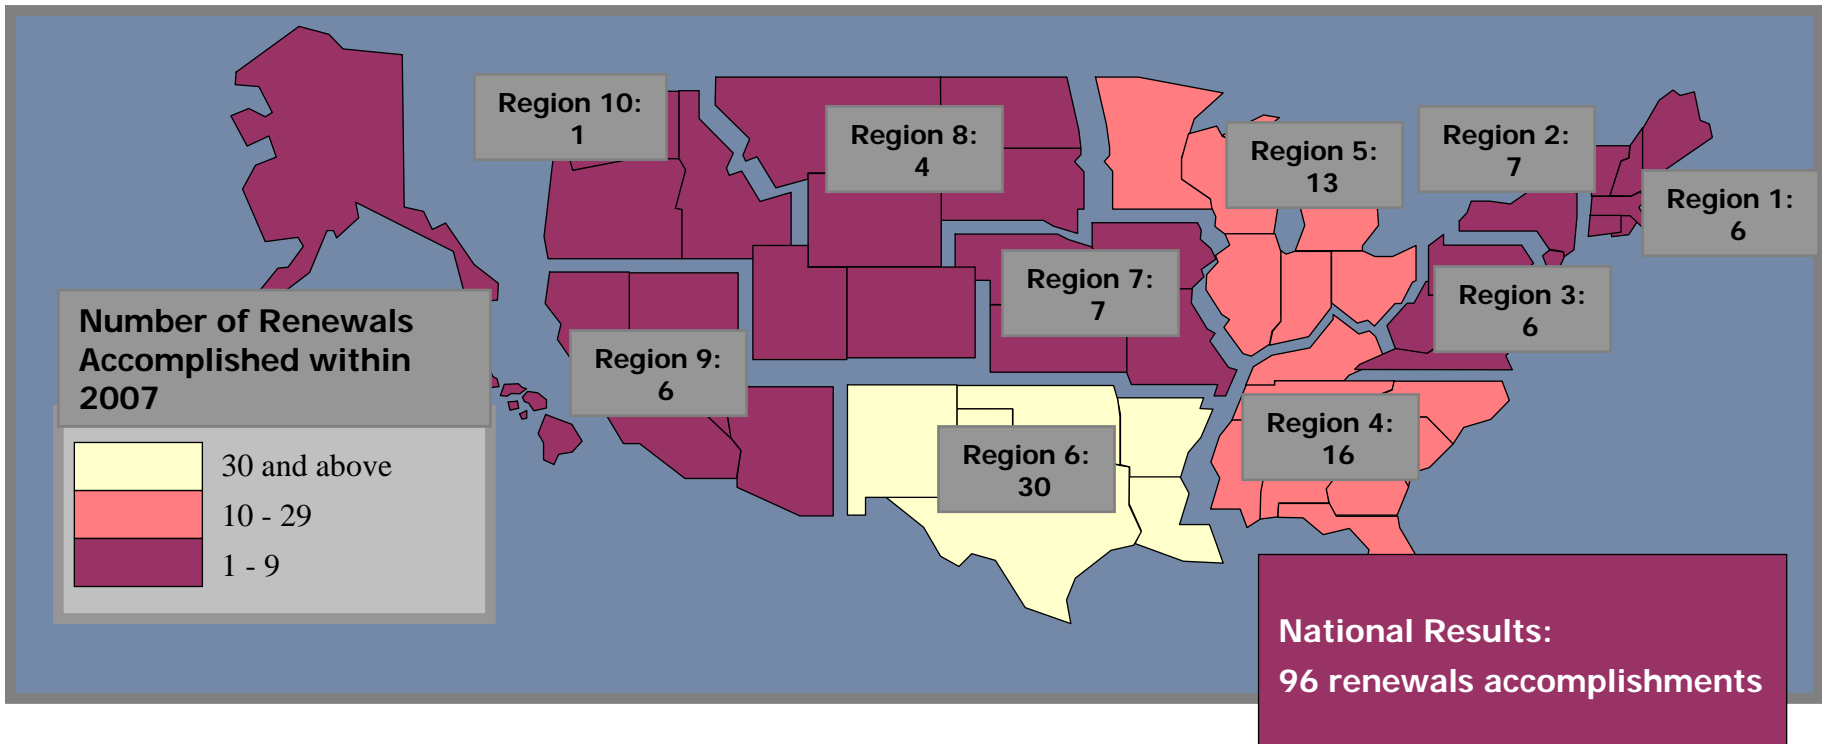 Region 10:
1
Region 8:
4
Region 5:
13
Region 2:
7
Region 1:
6
Region 7:
7
Region 3:
6
Number of Renewals
Accomplished within
2007
Region 9:
6
Region 4:
16
Region 6:
30
30 and above
10 - 29
1 - 9
National Results:
96 renewals accomplishments